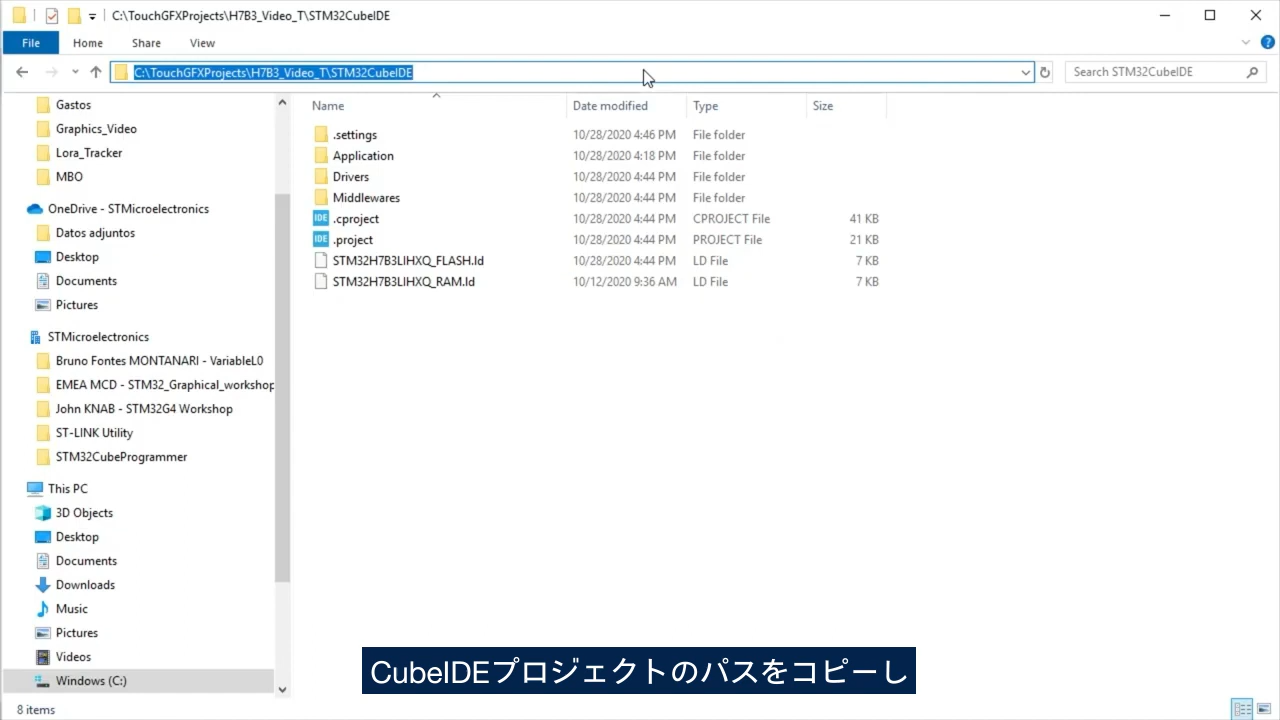 C:\TouchGFXProjects\H7B3_Video_T\STM32CubeIDE
File Home Share View
C:\TouchGFXProjects\H7B3_Video_T\STM32CubeIDE
Search STM32CubeIDE
Gastos
Graphics_Video
Lora_Tracker
MBO
OneDrive - STMicroelectronics
Datos adjuntos
Desktop
Documents
Pictures
STMicroelectronics
Bruno Fontes MONTANARI - VariableL0
EMEA MCD - STM32_Graphical_workshop
John KNAB - STM32G4 Workshop
ST-LINK Utility
STM32CubeProgrammer
This PC
3D Objects
Desktop
Documents
Downloads
Music
Pictures
Videos
Windows (C:)
Name Date modified Type Size
.settings 10/28/2020 4:46 PM File folder
Application 10/28/2020 4:18 PM File folder
Drivers 10/28/2020 4:44 PM File folder
Middlewares 10/28/2020 4:44 PM File folder
IDE .cproject 10/28/2020 4:44 PM CPROJECT File 41 KB
IDE .project 10/28/2020 4:44 PM PROJECT File 21 KB
STM32H7B3LIHXQ_FLASH.ld 10/28/2020 4:44 PM LD File 7 KB
STM32H7B3LIHXQ_RAM.ld 10/12/2020 9:36 AM LD File 7 KB
CubeIDEプロジェクトのパスをコピーし
8 items